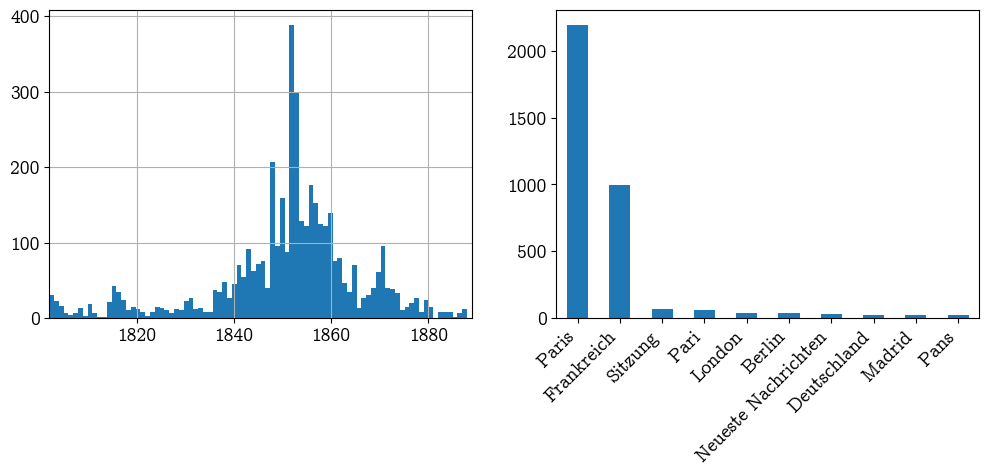 400
300
200
100
0
1820 1840 1860 1880
2000
1500
1000
500
0
Paris
Frankreich
Sitzung
Pari
London
Berlin
Neueste Nachrichten
Deutschland
Madrid
Pans